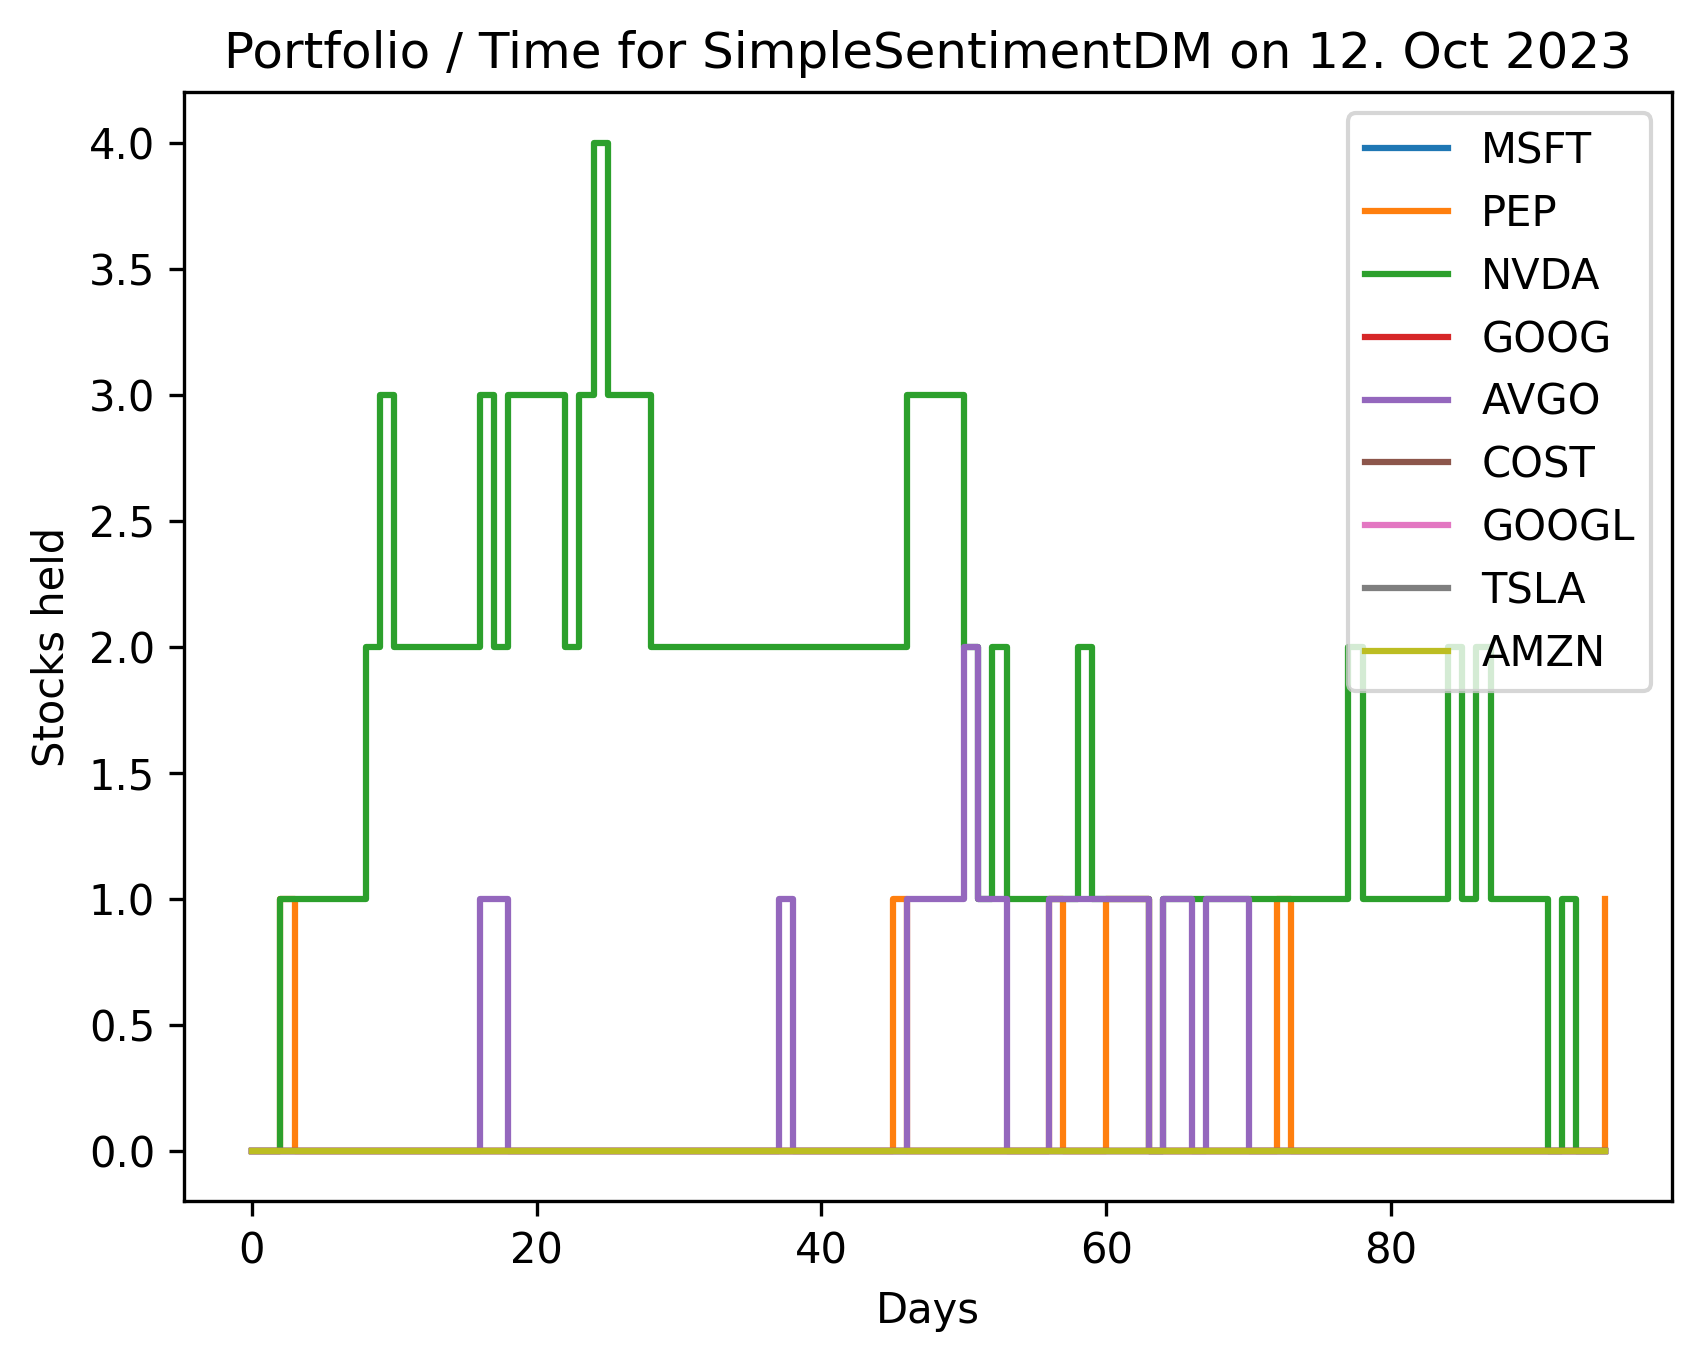 Portfolio / Time for SimpleSentimentDM on 12. Oct 2023
4.0
3.5
3.0
2.5
2.0
1.5
1.0
0.5
0.0
Stocks held
MSFT
PEP
NVDA
GOOG
AVGO
COST
GOOGL
TSLA
AMZN
0 20 40 60 80
Days